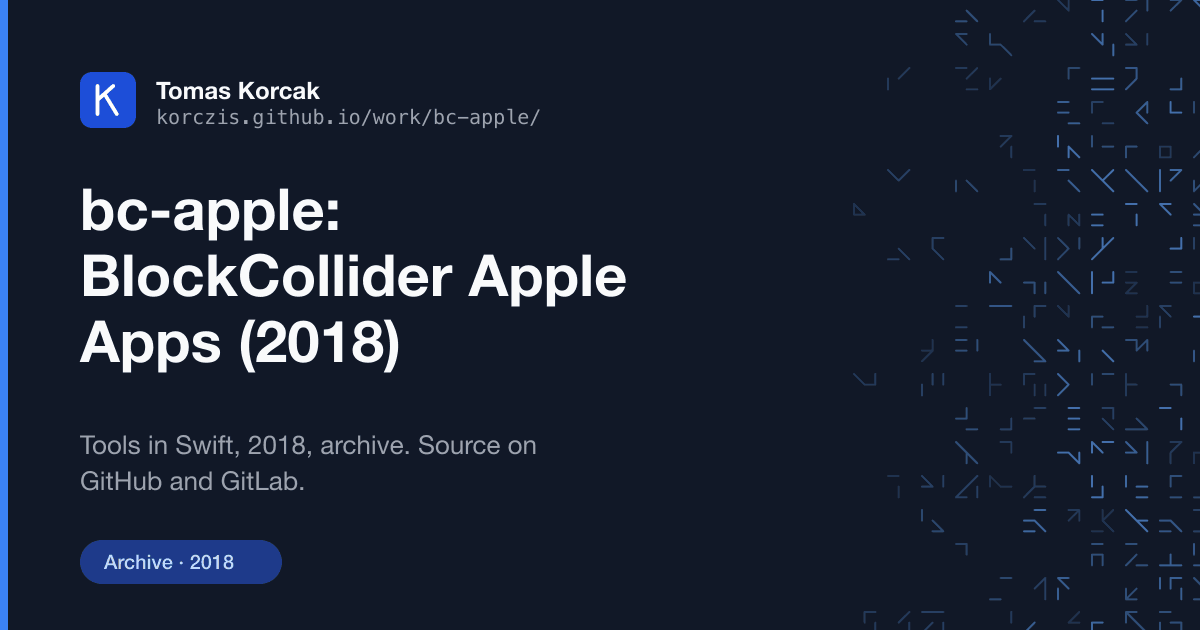 K
Tomas Korcak
korczis.github.io/work/bc-apple/
bc-apple:
BlockCollider Apple
Apps (2018)
Tools in Swift, 2018, archive. Source on
GitHub and GitLab.
Archive · 2018